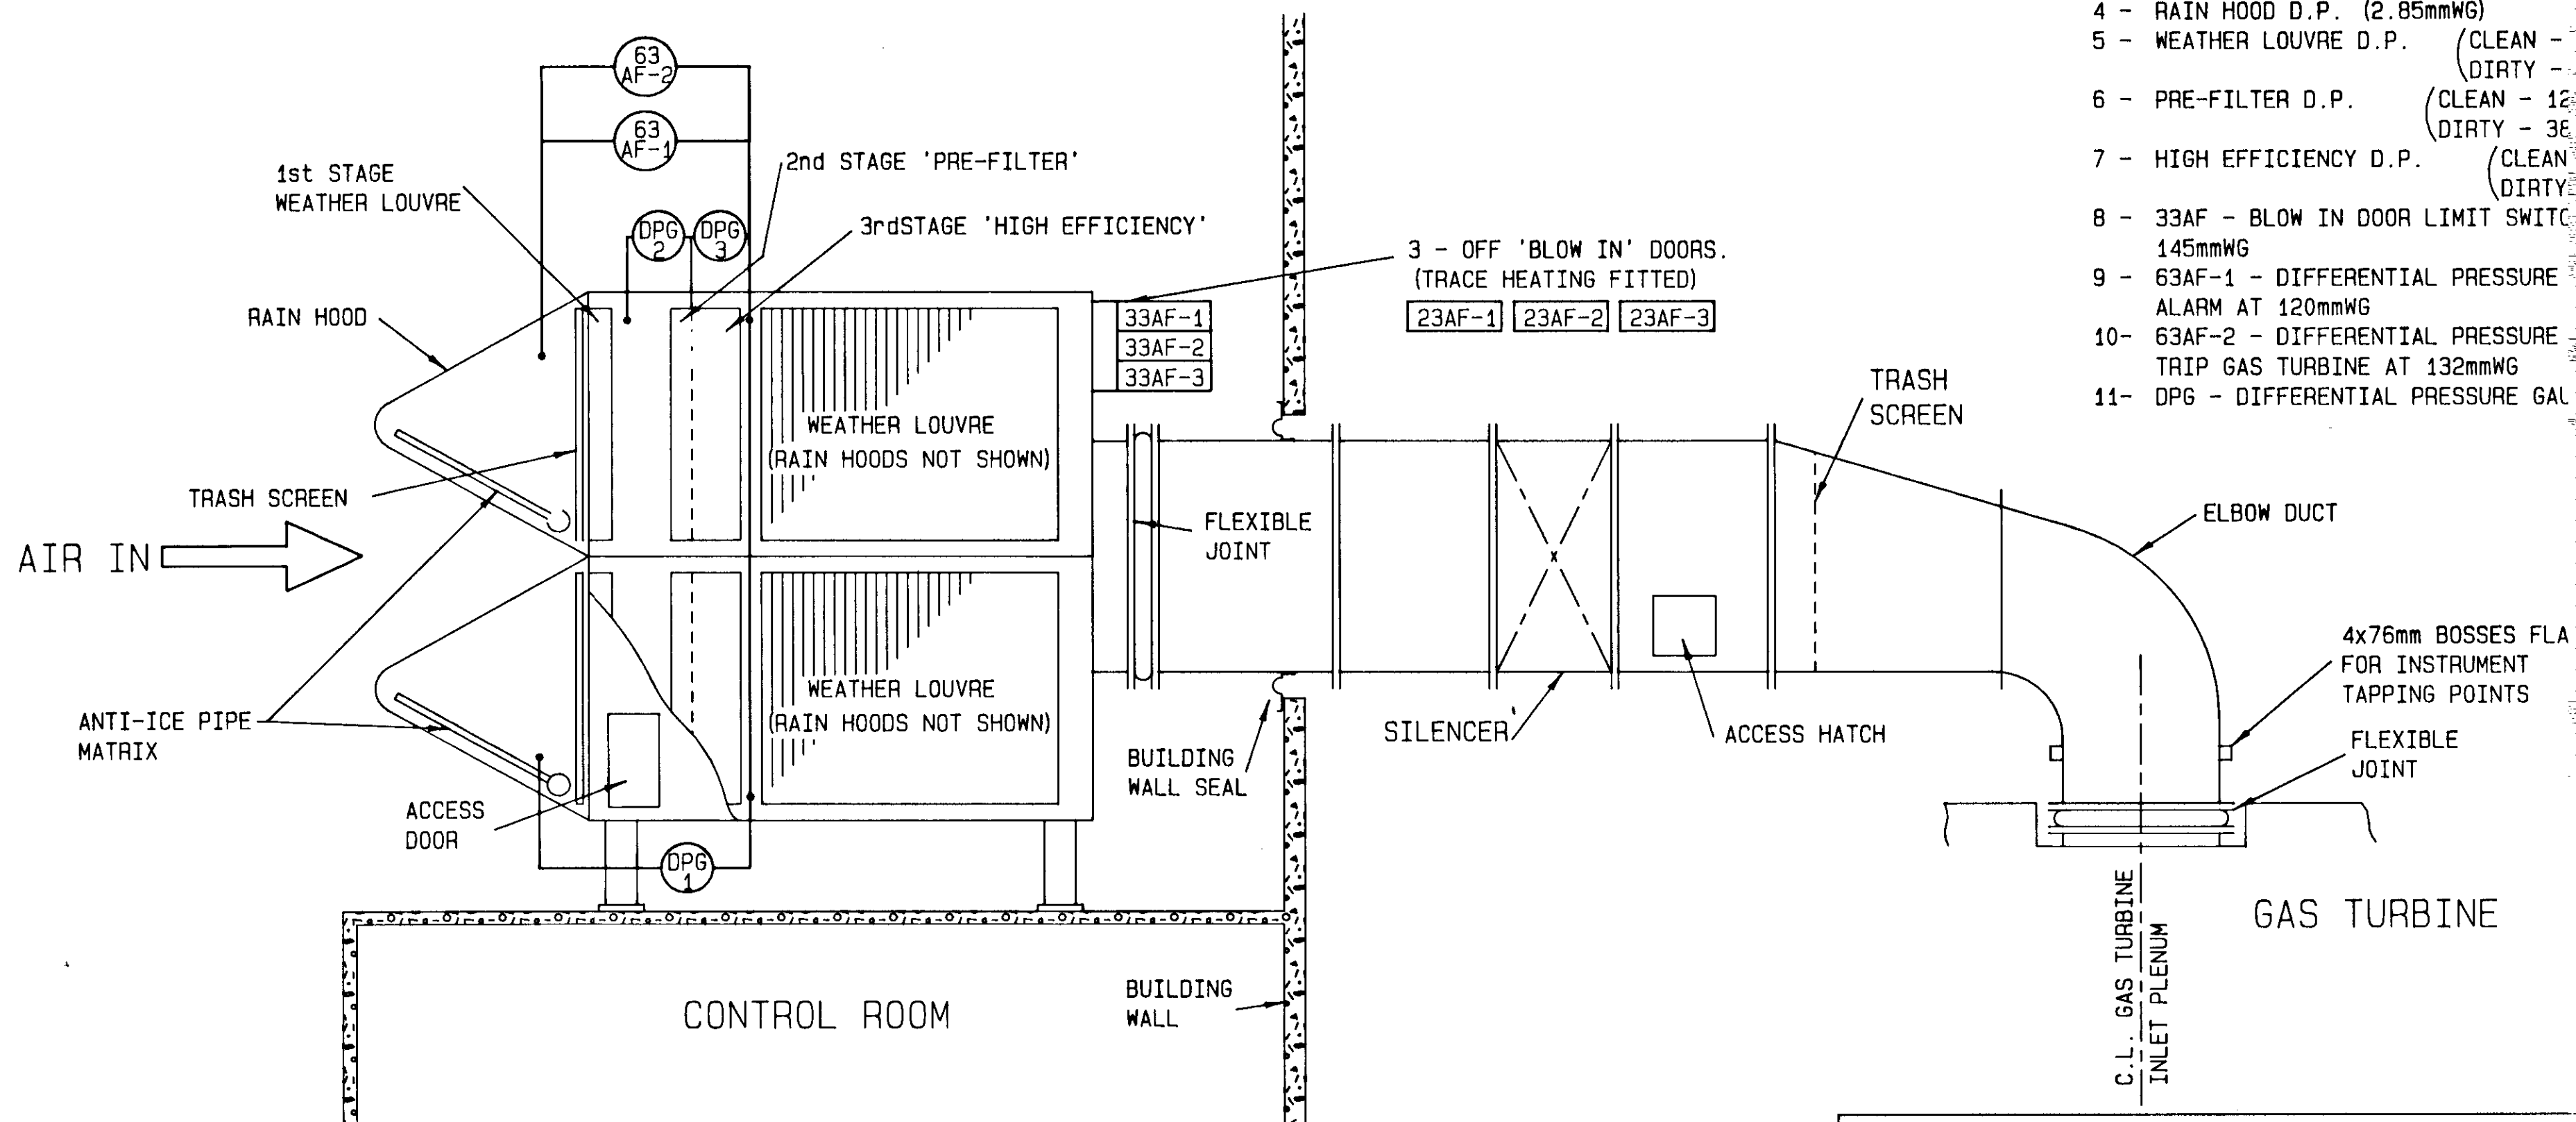 4 - RAIN HOOD D.P. (2.85mmWG)
5 - WEATHER LOUVRE D.P. (CLEAN -
(DIRTY -
6 - PRE-FILTER D.P. (CLEAN - 12
(DIRTY - 38
7 - HIGH EFFICIENCY D.P. (CLEAN
(DIRTY
8 - 33AF - BLOW IN DOOR LIMIT SWITC
145mmWG
9 - 63AF-1 - DIFFERENTIAL PRESSURE
ALARM AT 120mmWG
10- 63AF-2 - DIFFERENTIAL PRESSURE
TRIP GAS TURBINE AT 132mmWG
11- DPG - DIFFERENTIAL PRESSURE
63
AF-2
63
AF-1
1st STAGE
WEATHER LOUVRE
2nd STAGE 'PRE-FILTER'
DPG
2
DPG
3
3rdSTAGE 'HIGH EFFICIENCY'
3 - OFF 'BLOW IN' DOORS.
(TRACE HEATING FITTED)
23AF-1 23AF-2 23AF-3
RAIN HOOD
33AF-1
33AF-2
33AF-3
TRASH
SCREEN
WEATHER LOUVRE
(RAIN HOODS NOT SHOWN)
TRASH SCREEN
FLEXIBLE
JOINT
ELBOW DUCT
AIR IN
4x76mm BOSSES FLA
FOR INSTRUMENT
TAPPING POINTS
WEATHER LOUVRE
(RAIN HOODS NOT SHOWN)
ANTI-ICE PIPE
MATRIX
SILENCER
ACCESS HATCH
FLEXIBLE
JOINT
BUILDING
WALL SEAL
ACCESS
DOOR
DPG
1
GAS TURBINE
C.L. GAS TURBINE
INLET PLENUM
CONTROL ROOM
BUILDING
WALL